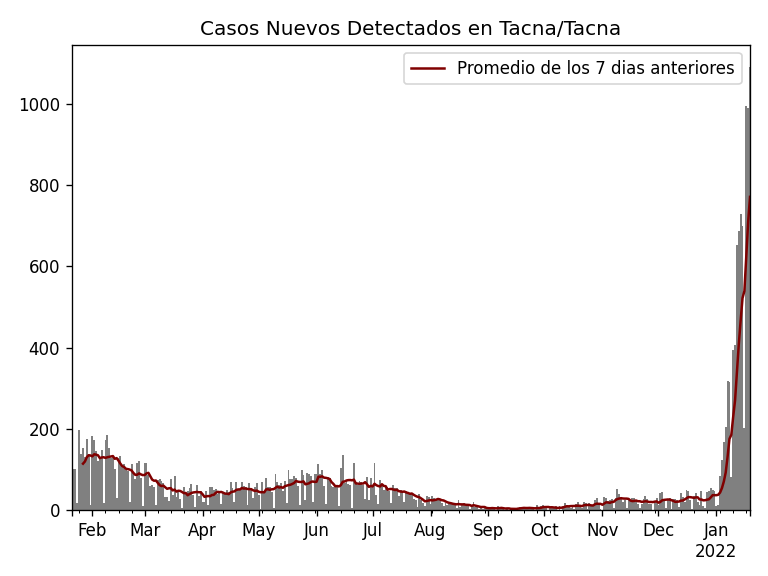 Casos Nuevos Detectados en Tacna/Tacna
Promedio de los 7 dias anteriores
1000
800
600
400
200
0
Feb Mar Apr May Jun Jul Aug Sep Oct Nov Dec Jan
2022